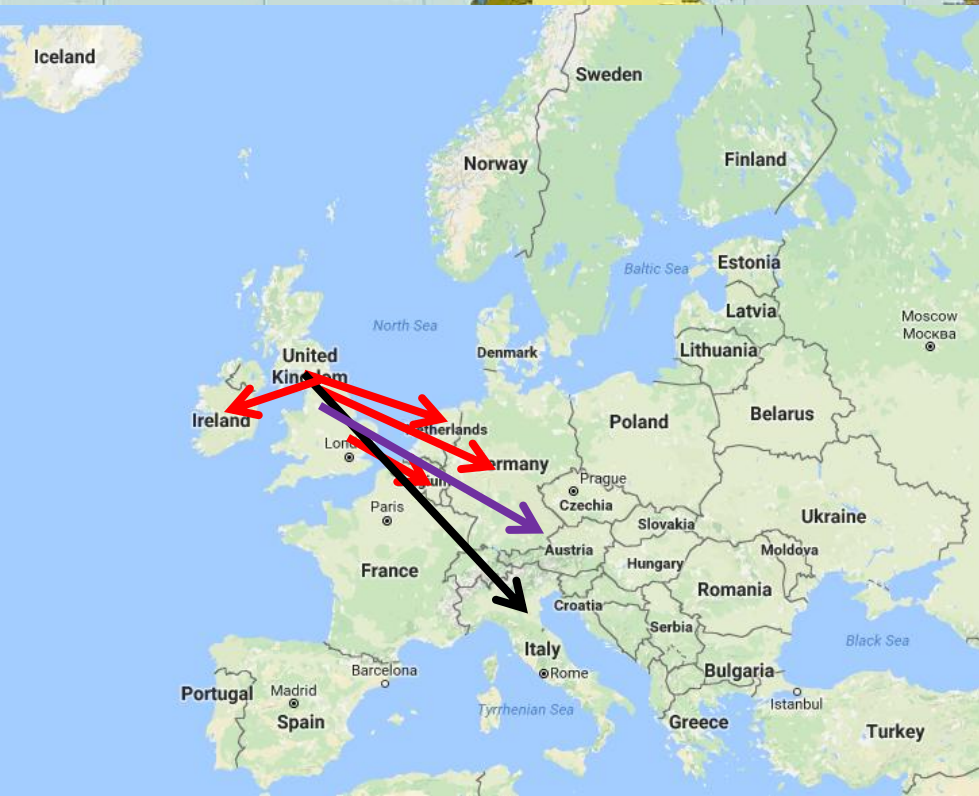 Iceland
Sweden
Norway
Finland
Estonia
Baltic Sea
Latvia
North Sea
Moscow
Москва
Denmark
Lithuania
United
Kingdom
Belarus
Ireland
Poland
Netherlands
London
Germany
Belgium
Prague
Czechia
Paris
Ukraine
Slovakia
Austria
Moldova
Hungary
France
Romania
Croatia
Serbia
Black Sea
Italy
Barcelona
Rome
Bulgaria
Portugal
Madrid
Istanbul
Tyrrhenian Sea
Spain
Greece
Turkey